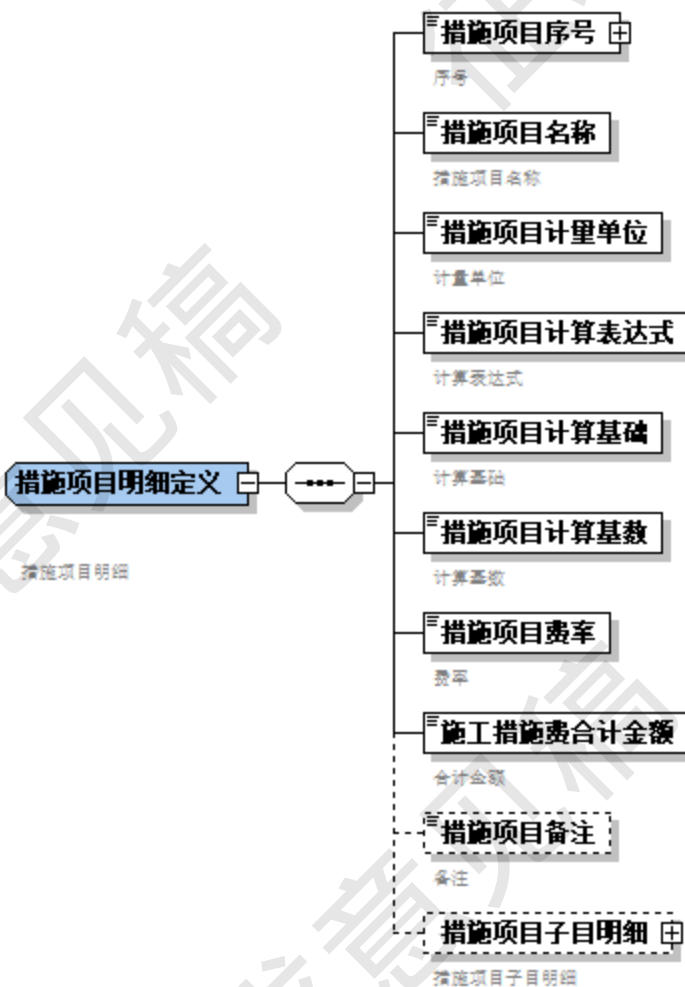 措施项目序号
序号
措施项目名称
措施项目名称
措施项目计量单位
计量单位
措施项目计算表达式
计算表达式
措施项目计算基础
计算基础
措施项目明细定义
措施项目明细
措施项目计算基数
计算基数
措施项目费率
费率
施工措施费合计金额
合计金额
措施项目备注
备注
措施项目子目明细
措施项目子目明细
意见稿
意见稿